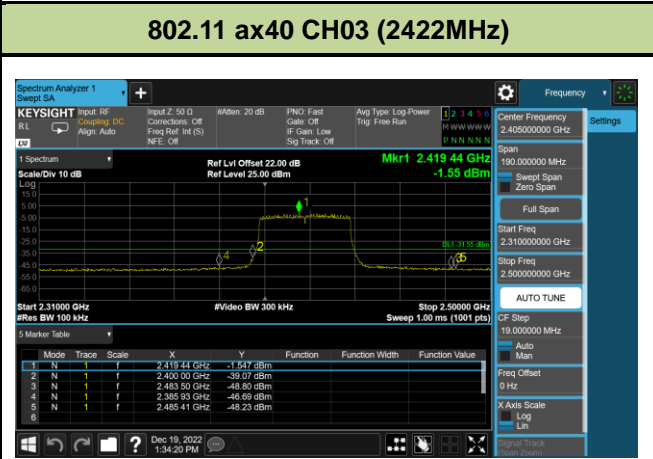 802.11 ax40 CH03 (2422MHz)
Spectrum Analyzer 1
Swept SA
Frequency
KEYSIGHT
RL
LW
Input: RF
Coupling: DC
Align: Auto
Input Z: 50 Ω
Corrections: Off
Freq Ref: Int (S)
NFE: Off
#Atten: 20 dB
PNO: Fast
Gate: Off
IF Gain: Low
Sig Track: Off
Avg Type: Log-Power
Trig: Free Run
1 2 3 4 5 6
M W W W W W
P N N N N N
Center Frequency
2.405000000 GHz
Settings
1 Spectrum
Scale/Div 10 dB
Ref Lvl Offset 22.00 dB
Ref Level 25.00 dBm
Mkr1 2.419 44 GHz
-1.55 dBm
Span
190.000000 MHz
Swept Span
Zero Span
Full Span
Log
15.0
5.00
-5.00
-15.0
-25.0
-35.0
-45.0
-55.0
-65.0
1
2
4
3
5
DL1 -31.55 dBm
Start Freq
2.310000000 GHz
Stop Freq
2.500000000 GHz
AUTO TUNE
Start 2.31000 GHz
#Res BW 100 kHz
#Video BW 300 kHz
Stop 2.50000 GHz
Sweep 1.00 ms (1001 pts)
CF Step
19.000000 MHz
Auto
Man
5 Marker Table
Mode Trace Scale X Y Function Function Width Function Value
1 N 1 f 2.419 44 GHz -1.547 dBm
2 N 1 f 2.400 00 GHz -39.07 dBm
3 N 1 f 2.483 50 GHz -48.80 dBm
4 N 1 f 2.385 93 GHz -46.69 dBm
5 N 1 f 2.485 41 GHz -48.23 dBm
6
Freq Offset
0 Hz
X Axis Scale
Log
Lin
Signal Track
(Span Zoom)
Dec 19, 2022
1:34:20 PM